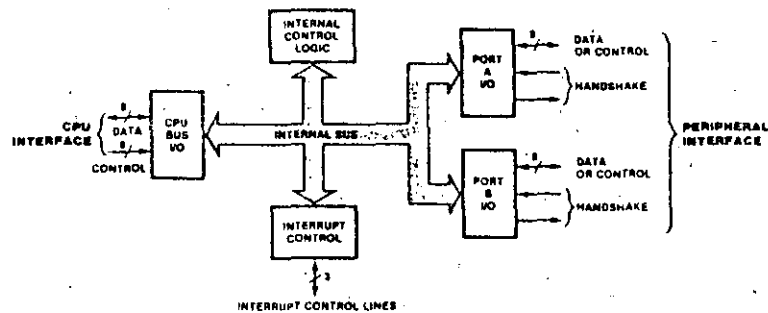 INTERNAL
CONTROL
LOGIC
CPU
INTERFACE
8
DATA
8
CONTROL
CPU
BUS
I/O
INTERNAL BUS
INTERRUPT
CONTROL
3
INTERRUPT CONTROL LINES
PORT
A
I/O
8
DATA
OR CONTROL
HANDSHAKE
PORT
B
I/O
8
DATA
OR CONTROL
HANDSHAKE
PERIPHERAL
INTERFACE